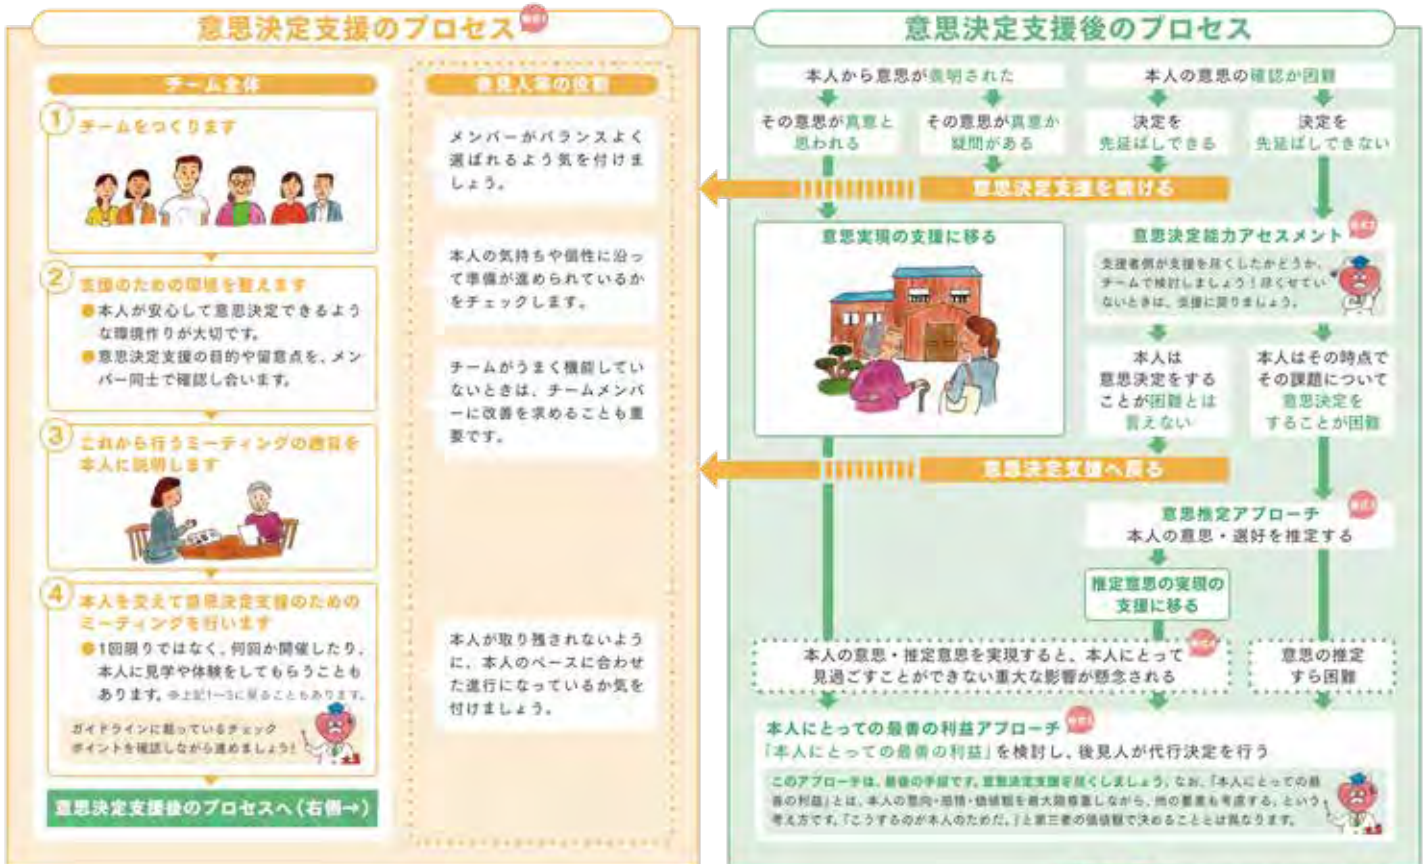 意思決定支援のプロセス
チーム全体
① チームをつくります
② 支援のための環境を整えます
●本人が安心して意思決定できるよう
な環境作りが大切です。
●意思決定支援の目的や留意点を、メン
バー同士で確認し合います。
③ これから行うミーティングの趣旨を
本人に説明します
④ 本人を交えて意思決定支援のための
ミーティングを行います
●1回限りではなく、何回か開催したり、
本人に見学や体験をしてもらうことも
あります。※上記1~3に戻ることもあります。
ガイドラインに載っているチェック
ポイントを確認しながら進めましょう!
意思決定支援後のプロセスへ(右側→)
後見人等の役割
メンバーがバランスよく
選ばれるよう気を付けま
しょう。
本人の気持ちや個性に沿っ
て準備が進められているか
をチェックします。
チームがうまく機能してい
ないときは、チームメンバ
ーに改善を求めることも重
要です。
本人が取り残されないよう
に、本人のペースに合わせ
た進行になっているか気を
付けましょう。
意思決定支援後のプロセス
本人から意思が表明された
本人の意思の確認が困難
その意思が真意と
思われる
その意思が真意か
疑問がある
決定を
先延ばしできる
決定を
先延ばしできない
意思決定支援を続ける
意思実現の支援に移る
意思決定能力アセスメント
支援者側が支援を尽くしたかどうか、
チームで検討しましょう!尽くせてい
ないときは、支援に戻りましょう。
本人は
意思決定をする
ことが困難とは
言えない
本人はその時点で
その課題について
意思決定を
することが困難
意思決定支援へ戻る
意思推定アプローチ
本人の意思・選好を推定する
推定意思の実現の
支援に移る
本人の意思・推定意思を実現すると、本人にとって
見過ごすことができない重大な影響が懸念される
意思の推定
すら困難
本人にとっての最善の利益アプローチ
「本人にとっての最善の利益」を検討し、後見人が代行決定を行う
このアプローチは、最後の手段です。意思決定支援を尽くしましょう。なお、「本人にとっての最
善の利益」とは、本人の意向・感情・価値観を最大限尊重しながら、他の要素も考慮する、という
考え方です。「こうするのが本人のためだ。」と第三者の価値観で決めることとは異なります。